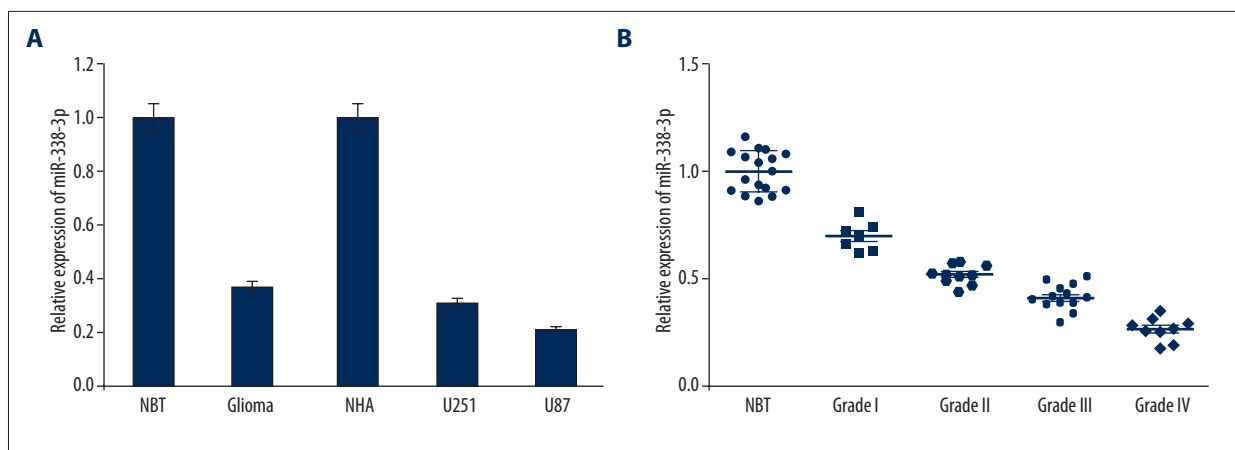 A
Relative expression of miR-338-3p
1.2
1.0
0.8
0.6
0.4
0.2
0.0
NBT Glioma NHA U251 U87
B
Relative expression of miR-338-3p
1.5
1.0
0.5
0.0
NBT Grade I Grade II Grade III Grade IV